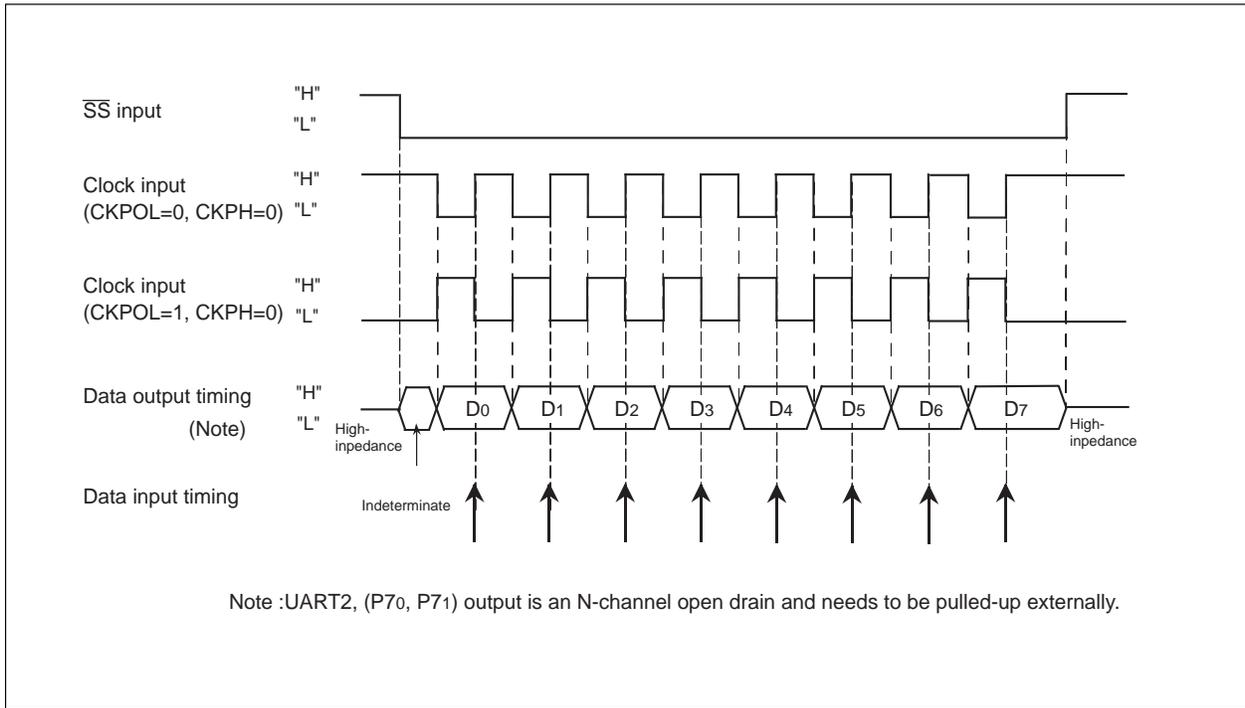 SS input
"H"
"L"
Clock input
(CKPOL=0, CKPH=0)
"H"
"L"
Clock input
(CKPOL=1, CKPH=0)
"H"
"L"
Data output timing
(Note)
"H"
"L"
High-
inpedance
D0 D1 D2 D3 D4 D5 D6 D7
High-
inpedance
Data input timing
Indeterminate
Note :UART2, (P70, P71) output is an N-channel open drain and needs to be pulled-up externally.